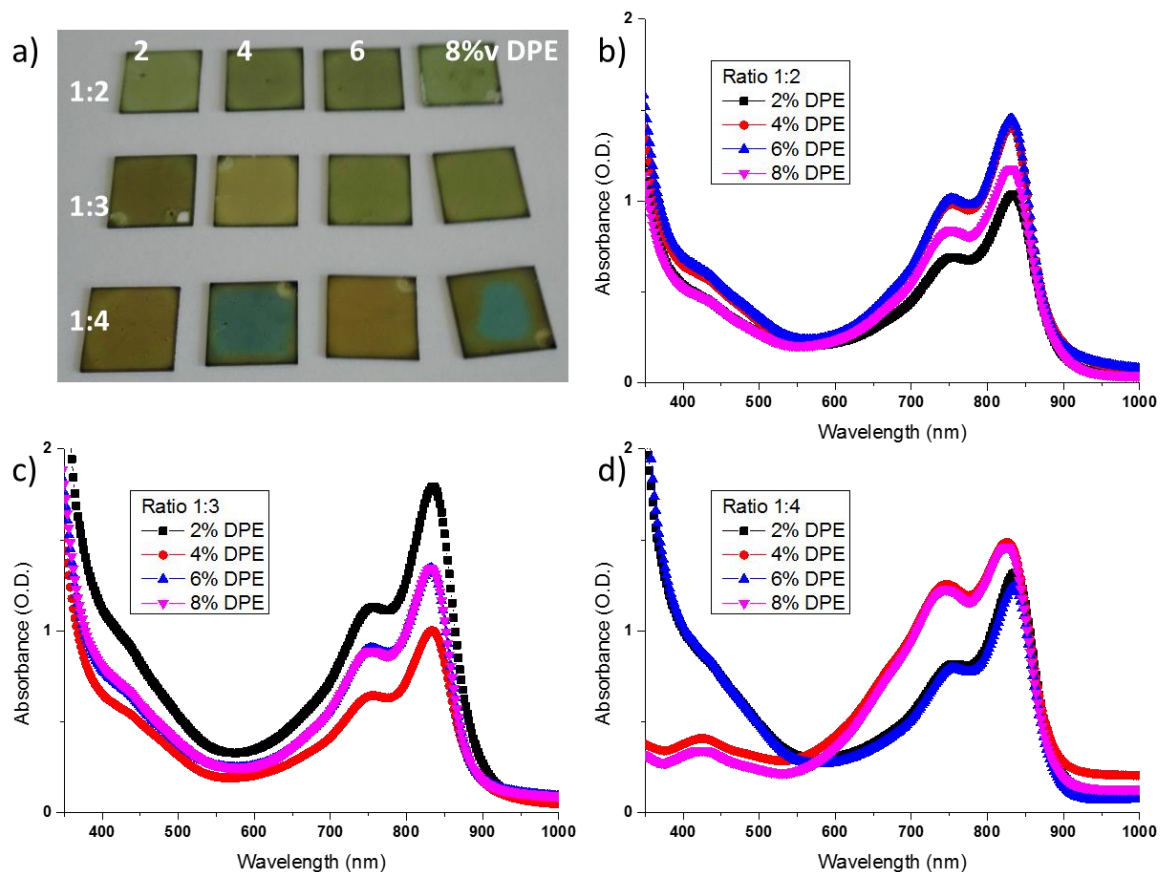 a)
2 4 6 8%v DPE
1:2
1:3
1:4
b)
2
1
0
Absorbance (O.D.)
Ratio 1:2
2% DPE
4% DPE
6% DPE
8% DPE
400 500 600 700 800 900 1000
Wavelength (nm)
c)
2
1
0
Absorbance (O.D.)
Ratio 1:3
2% DPE
4% DPE
6% DPE
8% DPE
400 500 600 700 800 900 1000
Wavelength (nm)
d)
2
1
0
Absorbance (O.D.)
Ratio 1:4
2% DPE
4% DPE
6% DPE
8% DPE
400 500 600 700 800 900 1000
Wavelength (nm)